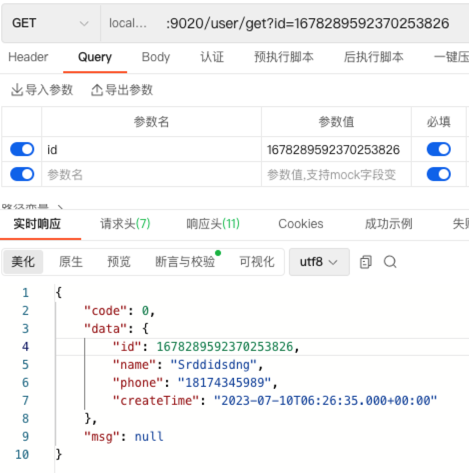 GET local... :9020/user/get?id=1678289592370253826
Header Query Body 认证 预执行脚本 后执行脚本 一键压
导入参数 导出参数
参数名 参数值 必填
id 1678289592370253826
参数名 参数值,支持mock字段变
实时响应 请求头(7) 响应头(11) Cookies 成功示例 失败
美化 原生 预览 断言与校验 可视化 utf8
1 {
2 "code": 0,
3 "data": {
4 "id": 1678289592370253826,
5 "name": "Srddidsdng",
6 "phone": "18174345989",
7 "createTime": "2023-07-10T06:26:35.000+00:00"
8 },
9 "msg": null
10 }